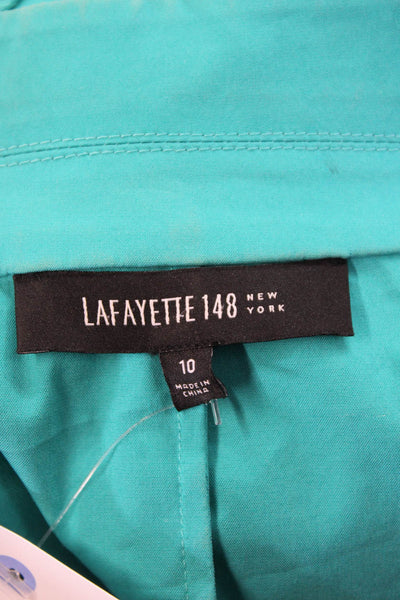 LAFAYETTE 148 NEW YORK
10
MADE IN
CHINA